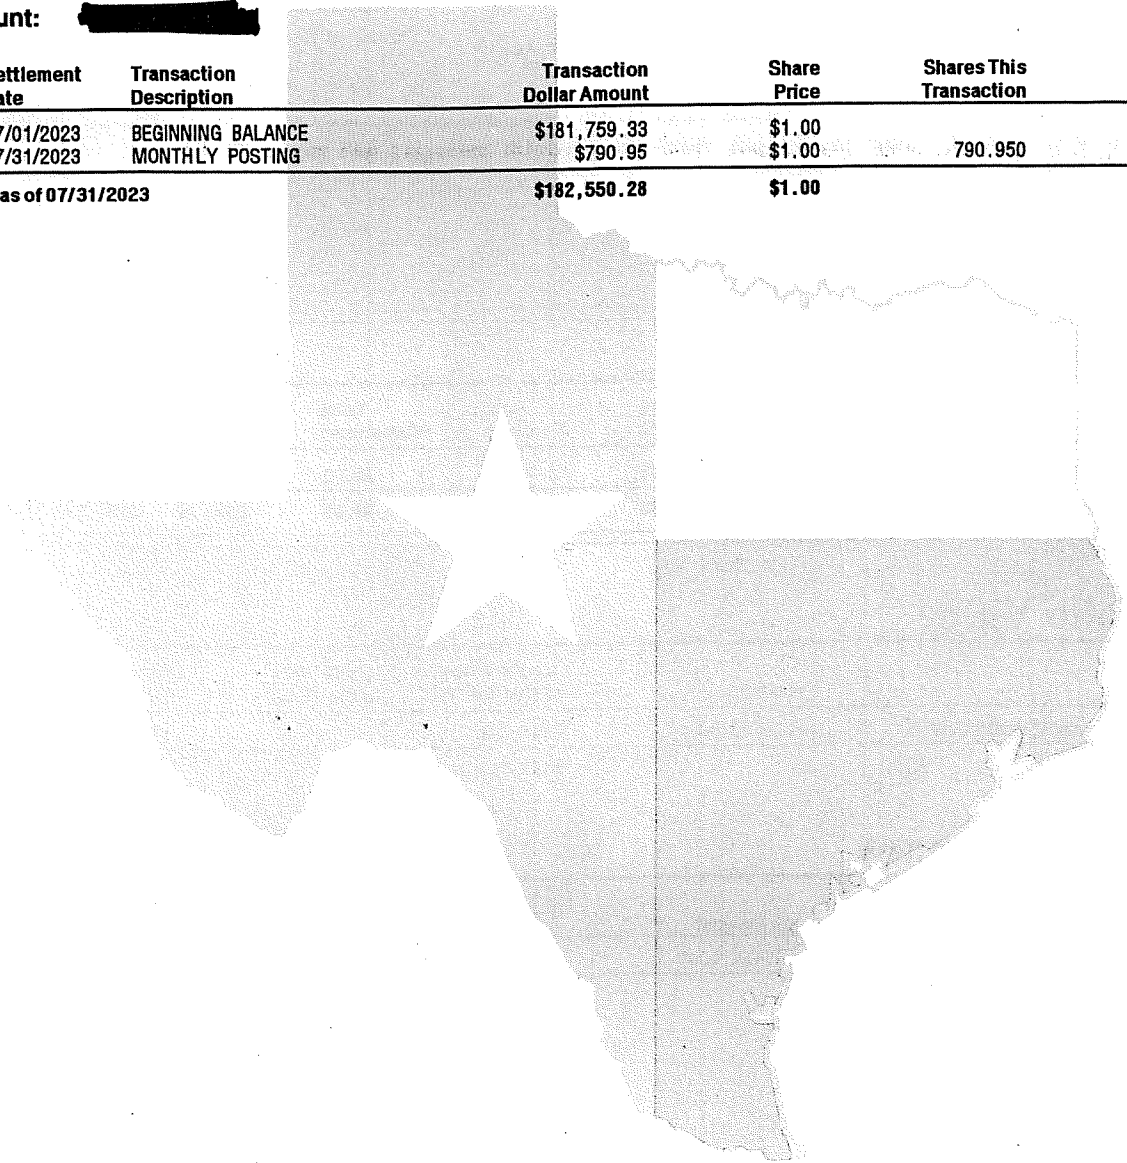 unt:
ettlement Transaction Transaction Share Shares This
ate Description Dollar Amount Price Transaction
7/01/2023 BEGINNING BALANCE $181,759.33 $1.00
7/31/2023 MONTHLY POSTING $790.95 $1.00 790.950
as of 07/31/2023 $182,550.28 $1.00